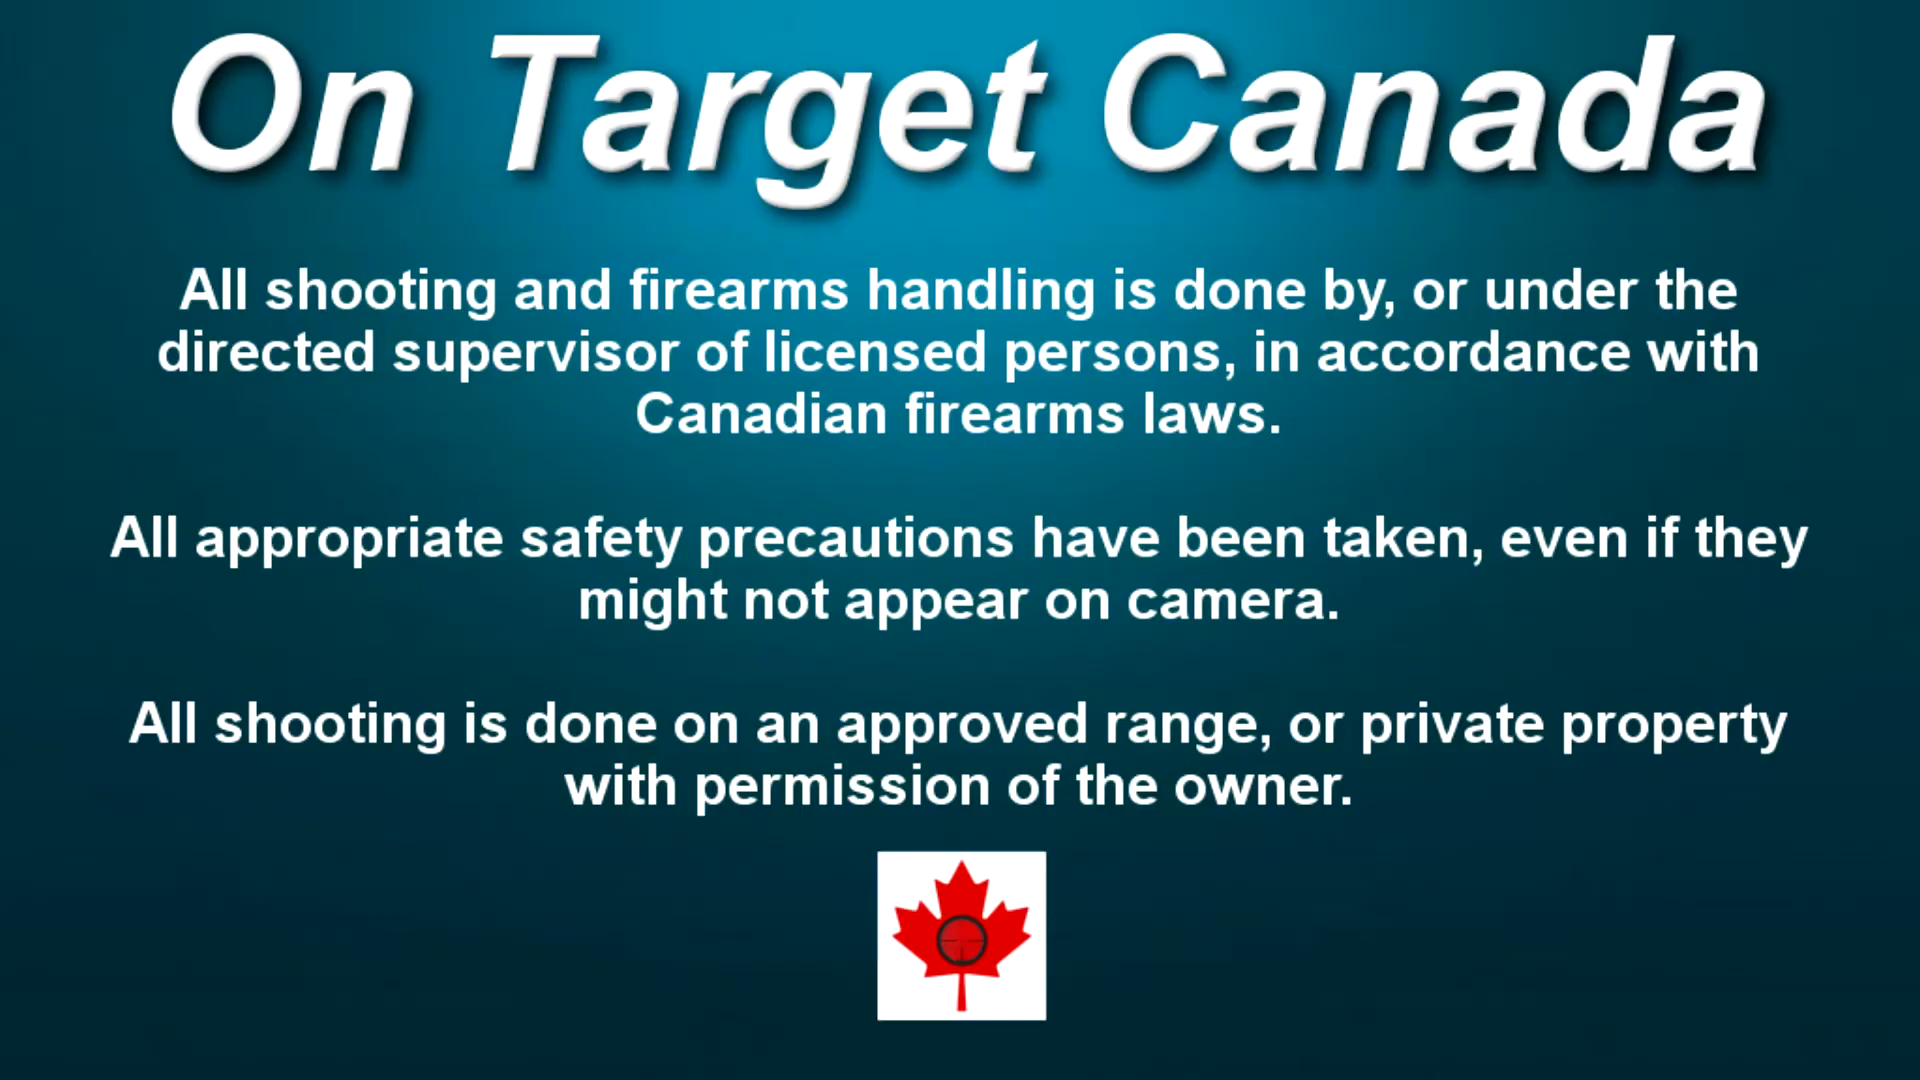 On Target Canada
All shooting and firearms handling is done by, or under the
directed supervisor of licensed persons, in accordance with
Canadian firearms laws.
All appropriate safety precautions have been taken, even if they
might not appear on camera.
All shooting is done on an approved range, or private property
with permission of the owner.